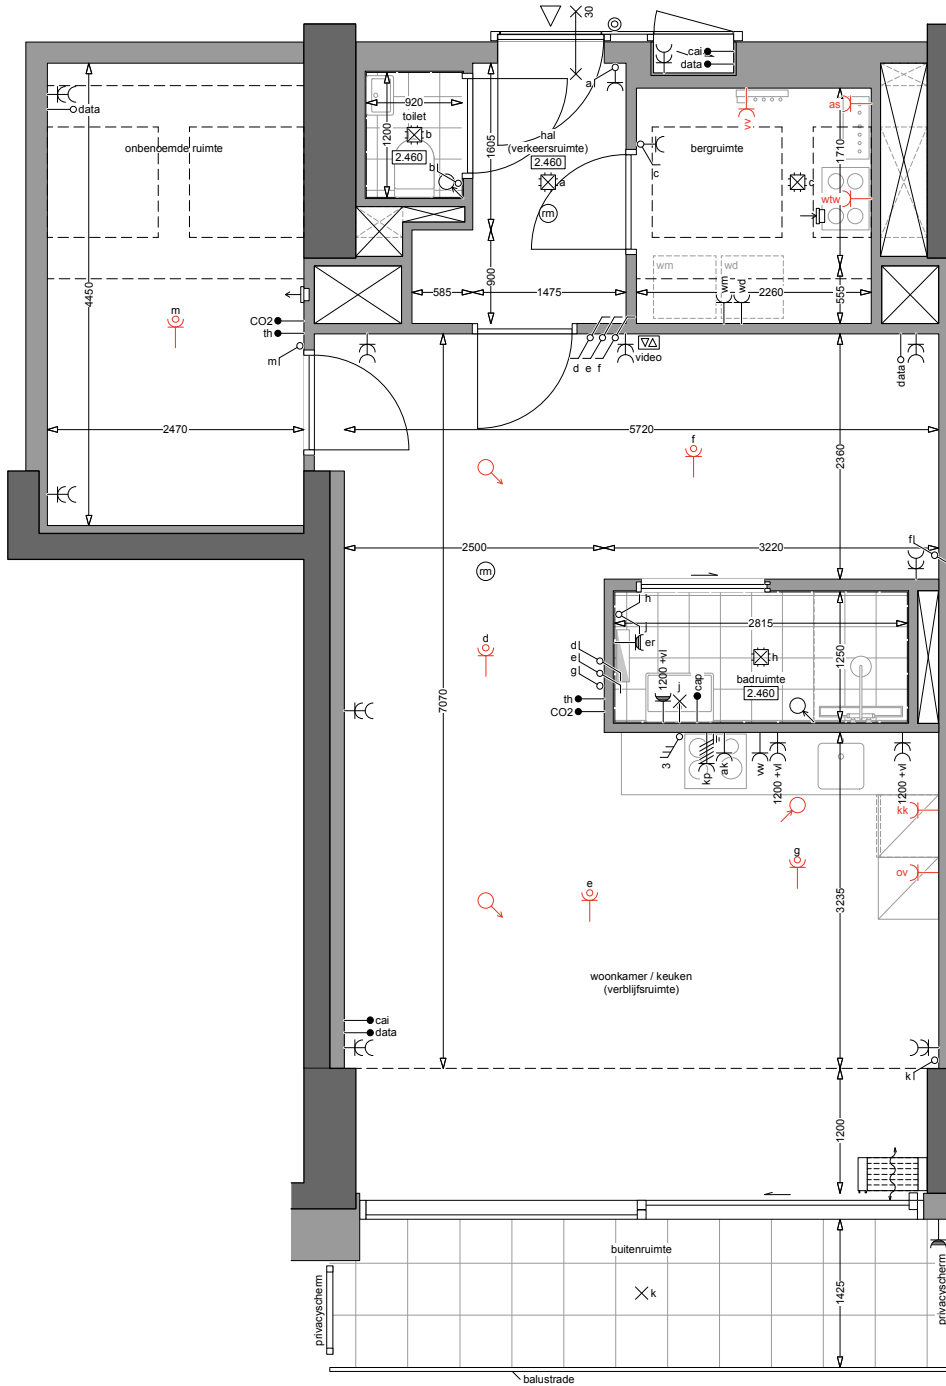 30
cai
data
a
data
920
toilet
b
1200
2.460
b
1605
hal
(verkeersruimte)
2.460
a
rm
vv
as
onbenoemde ruimte
bergruimte
1710
c
c
wtw
4450
900
585
1475
wm
wd
wm
wd
2260
555
m
CO2
th
m
d e f
video
data
2470
5720
2360
f
2500
3220
rm
f
h
j
er
2815
1250
d
e
g
d
1200 +vl
h
badruimte
2.460
j
cap
th
CO2
7070
3
kp
ak
vw
1200 +vl
1200 +vl
kk
g
ov
e
3235
woonkamer / keuken
(verblijfsruimte)
cai
data
k
1200
buitenruimte
k
1425
privacyscherm
privacyscherm
balustrade